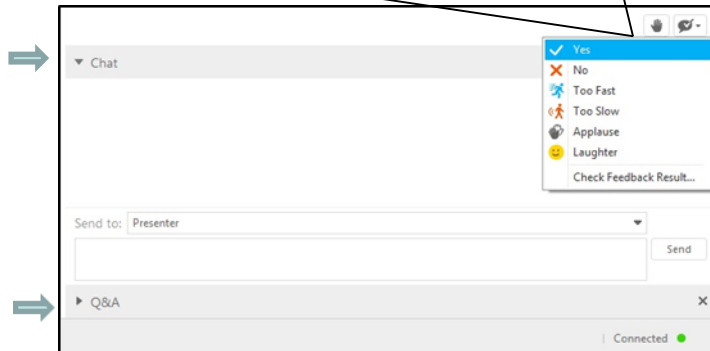 Chat
Yes
No
Too Fast
Too Slow
Applause
Laughter
Check Feedback Result...
Send to: Presenter
Send
Q&A
Connected